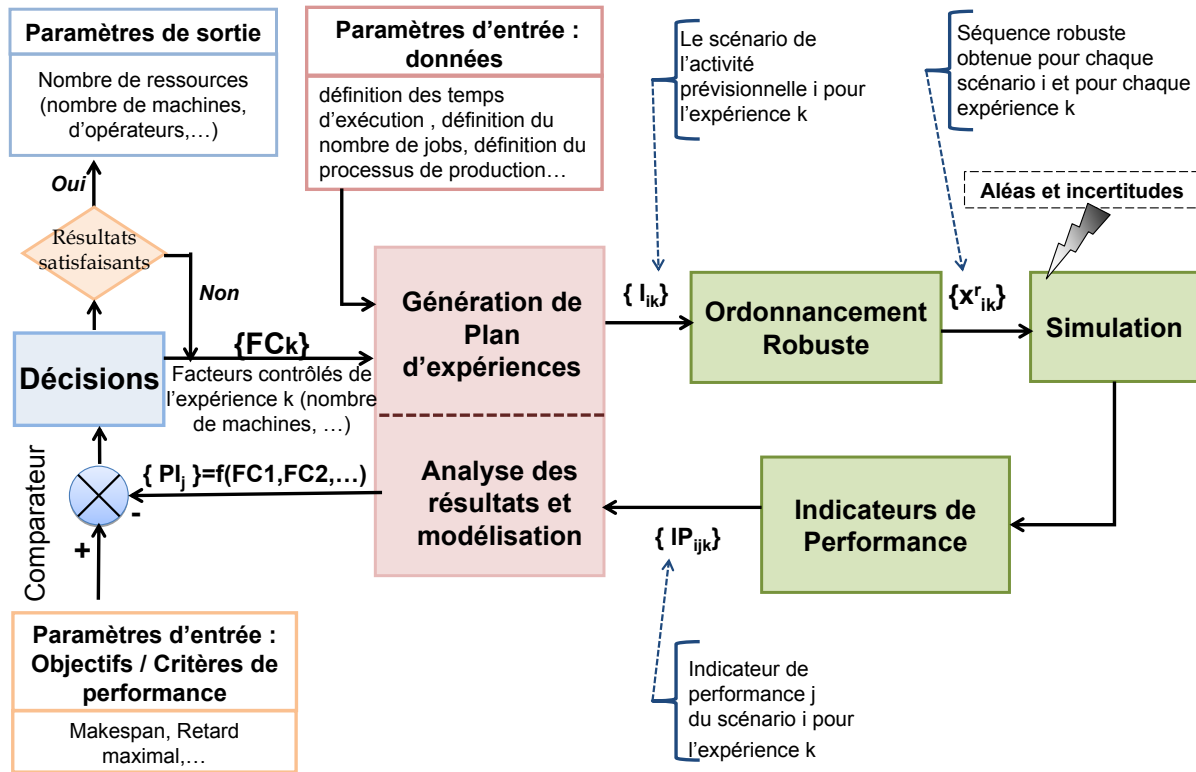 Paramètres de sortie
Nombre de ressources
(nombre de machines,
d'opérateurs,…)
Paramètres d'entrée :
données
définition des temps
d'exécution , définition du
nombre de jobs, définition du
processus de production…
Le scénario de
l'activité
prévisionnelle i pour
l'expérience k
Séquence robuste
obtenue pour chaque
scénario i et pour chaque
expérience k
Aléas et incertitudes
Oui
Résultats
satisfaisants
Non
Décisions
{FCk}
Facteurs contrôlés de
l'expérience k (nombre
de machines, …)
Génération de
Plan
d'expériences
{ I_ik}
Ordonnancement
Robuste
{x^r_ik}
Simulation
Comparateur
{ PI_j }=f(FC1,FC2,…)
-
+
Analyse des
résultats et
modélisation
{ IP_ijk}
Indicateurs de
Performance
Paramètres d'entrée :
Objectifs / Critères de
performance
Makespan, Retard
maximal,…
Indicateur de
performance j
du scénario i pour
l'expérience k